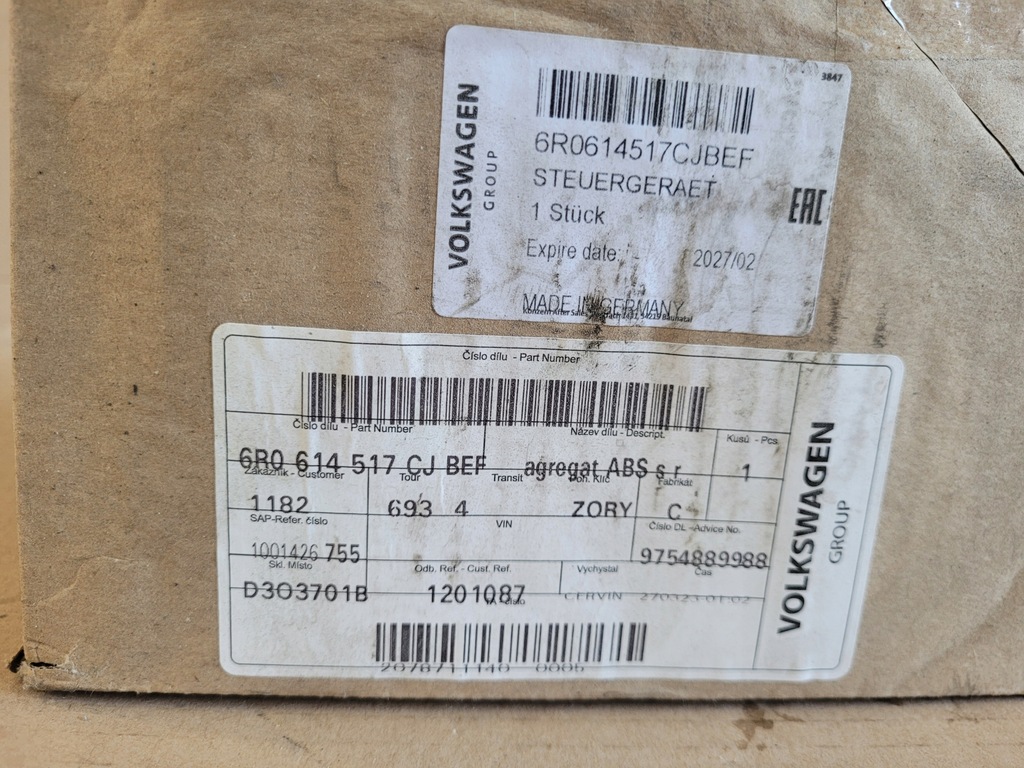 VOLKSWAGEN
GROUP
3847
6R0614517CJBEF
STEUERGERAET
1 Stück
EAC
Expire date: 2027/02
MADE IN GERMANY
Číslo dílu - Part Number
Číslo dílu - Part Number
Název dílu - Descript.
Kusů - Pcs
6R0 614 517 CJ BEF
agregat ABS s r
1
Zákazník - Customer
Tour
Transit
Fabrikát
1182
693 4
ZORY
C
SAP-Refer. číslo
VIN
Číslo DL - Advice No.
1001426 755
9754889988
Skl. Místo
Odb. Ref. - Cust. Ref.
Vychystal
Čas
D3O3701B
1201087
CERVIN
VOLKSWAGEN
GROUP